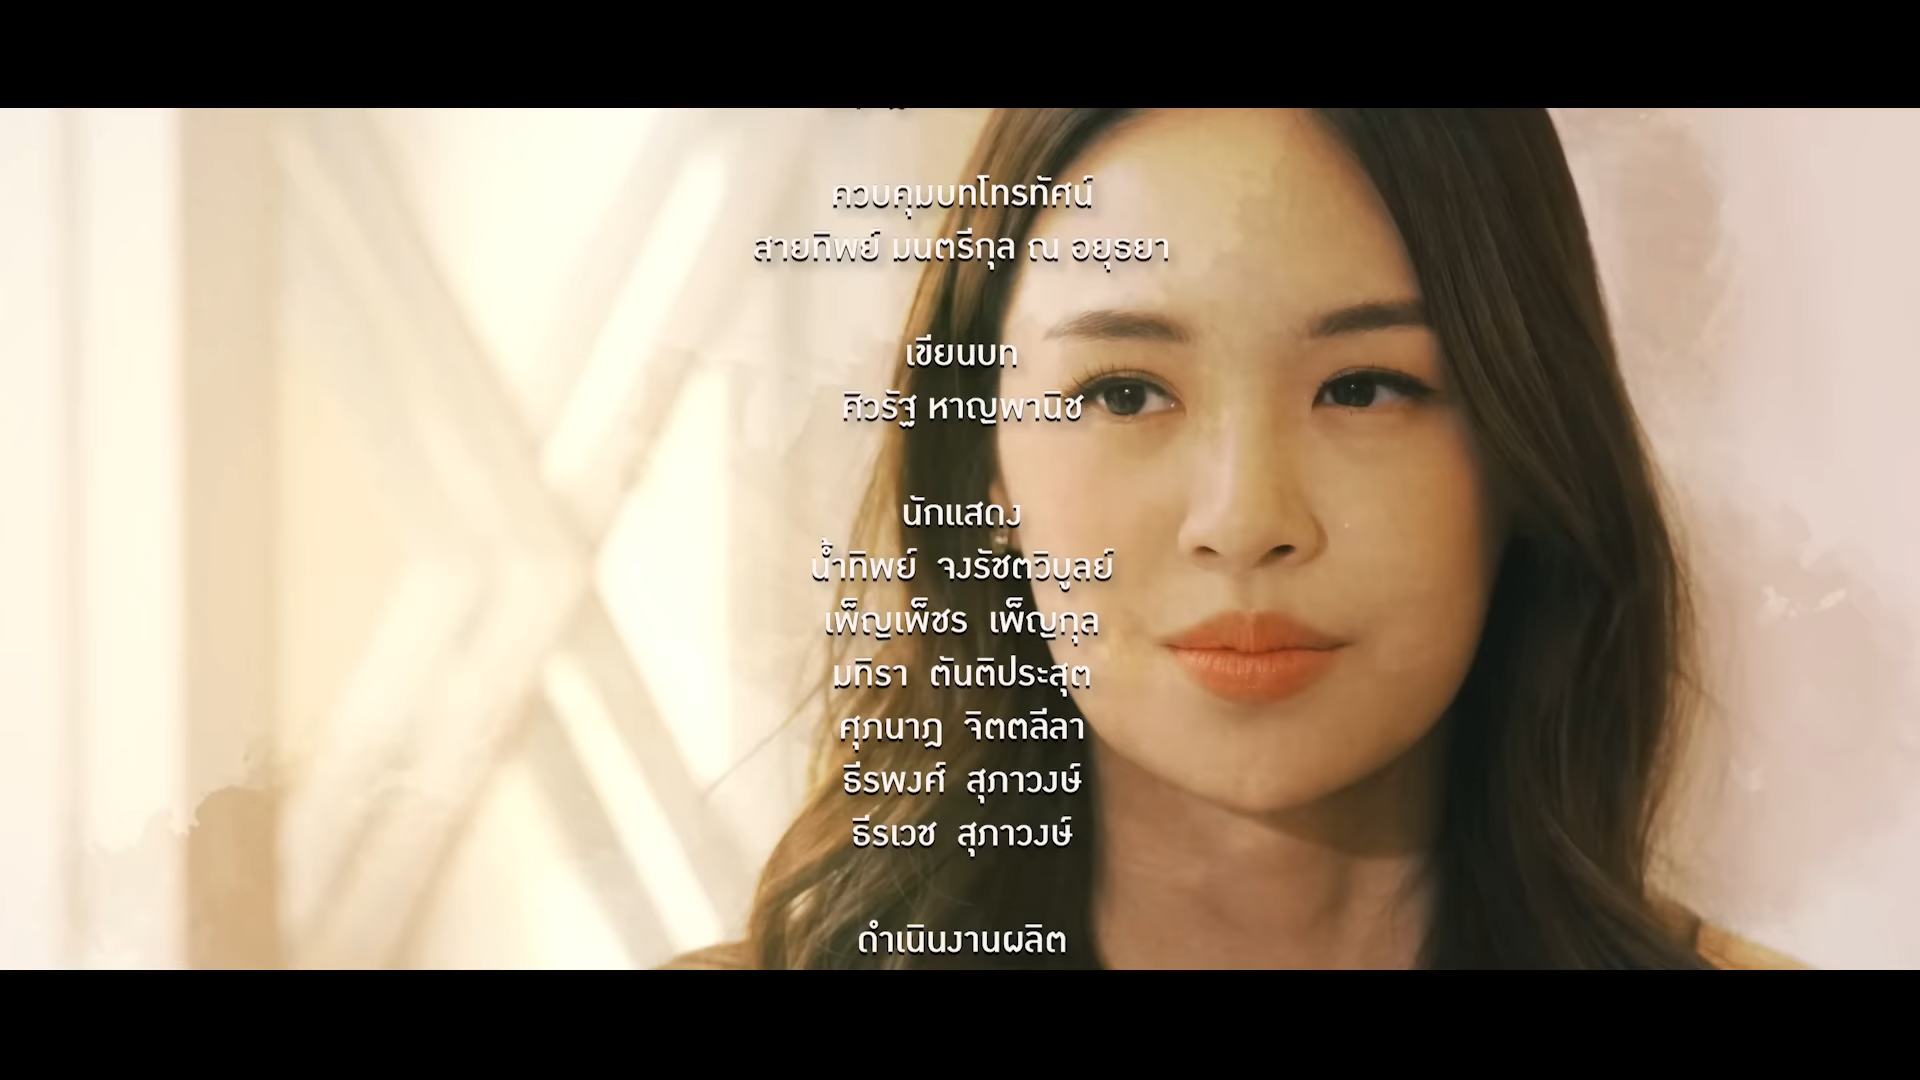 ควบคุมบทโทรทัศน์
สายทิพย์ มนตรีกุล ณ อยุธยา
เขียนบท
ศิวรัฐ หาญพานิช
นักแสดง
น้ำทิพย์ จงรัชตวิบูลย์
เพ็ญเพ็ชร เพ็ญกุล
มทิรา ตันติประสุต
ศุภนาฏ จิตตลีลา
ธีรพงศ์ สุภาวงษ์
ธีรเวช สุภาวงษ์
ดำเนินงานผลิต